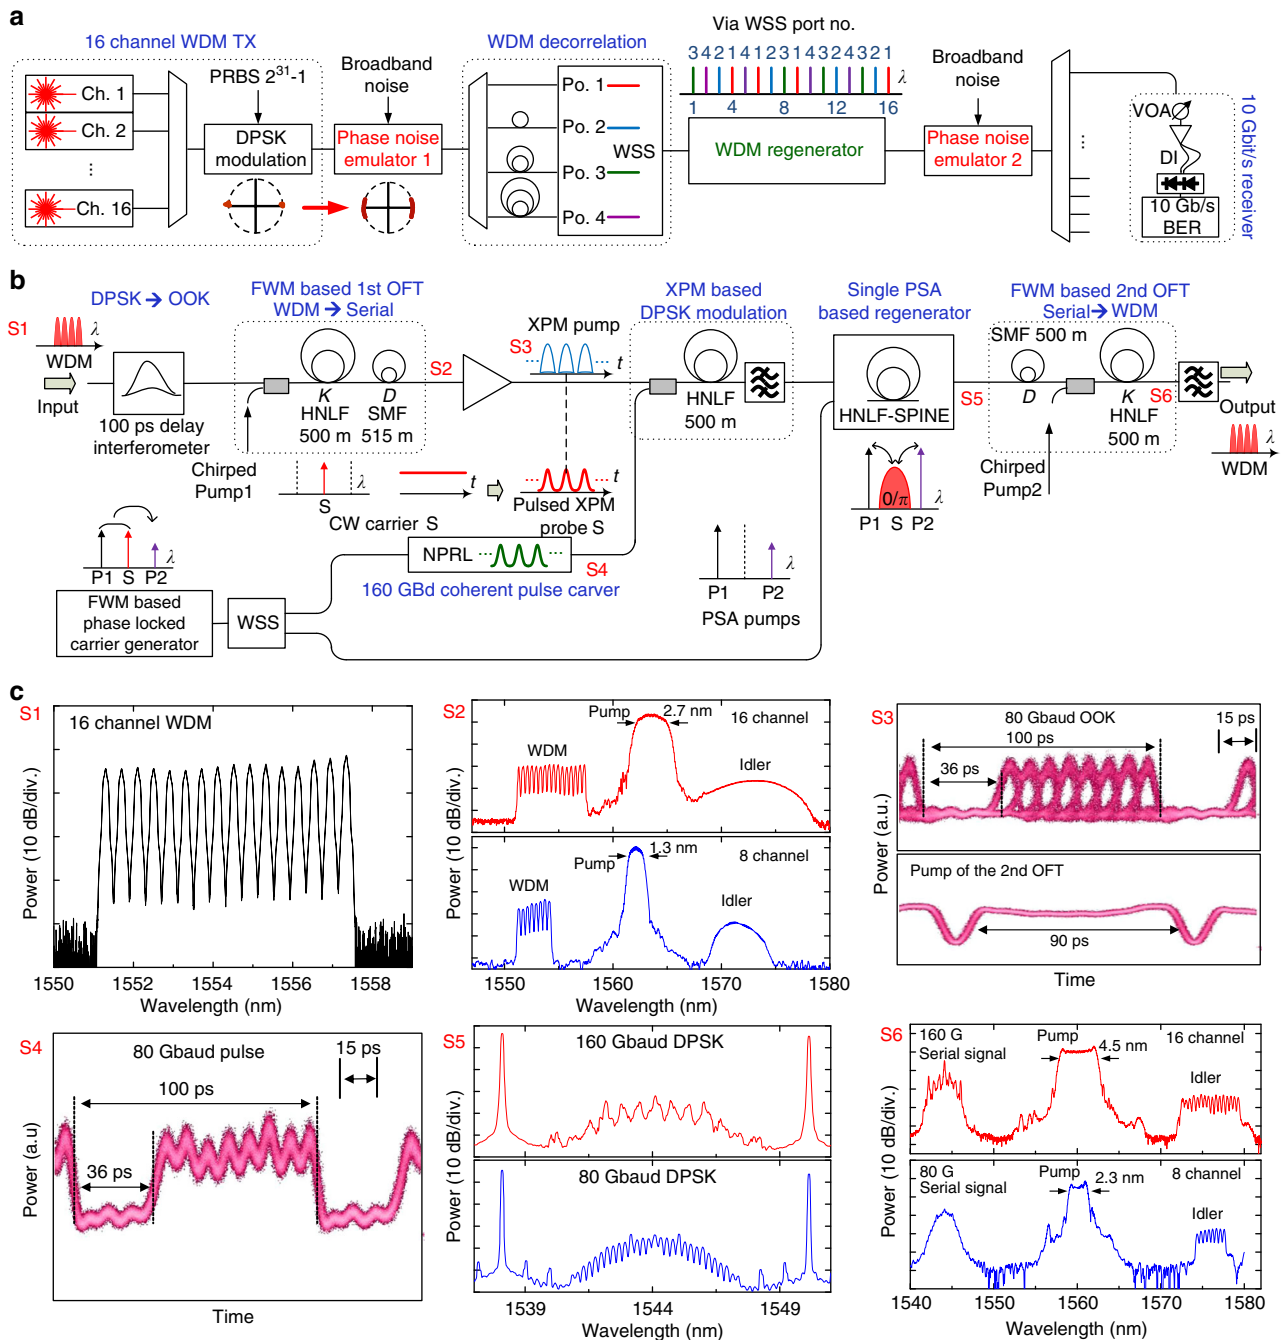 a
16 channel WDM TX
Ch. 1
Ch. 2
⋮
Ch. 16
PRBS 2³¹-1
DPSK
modulation
Broadband
noise
Phase noise
emulator 1
WDM decorrelation
Po. 1
Po. 2
Po. 3
Po. 4
WSS
Via WSS port no.
3 4 2 1 4 1 2 3 1 4 3 2 4 3 2 1
λ
1 4 8 12 16
WDM regenerator
Broadband
noise
Phase noise
emulator 2
VOA
DI
10 Gb/s
BER
10 Gbit/s receiver
b
DPSK → OOK
S1
λ
WDM
Input
100 ps delay
interferometer
FWM based 1st OFT
WDM → Serial
K
HNLF
500 m
D
SMF
515 m
S2
Chirped
Pump1
λ
S
CW carrier S
t
XPM pump
S3
t
t
Pulsed XPM
probe S
XPM based
DPSK modulation
HNLF
500 m
Single PSA
based regenerator
HNLF-SPINE
0/π
λ
P1 S P2
S5
FWM based 2nd OFT
Serial → WDM
SMF 500 m
D
K
HNLF
500 m
S6
Chirped
Pump2
Output
λ
WDM
λ
P1 S P2
FWM based
phase locked
carrier generator
WSS
NPRL
S4
160 GBd coherent pulse carver
λ
P1 P2
PSA pumps
c
S1
16 channel WDM
Power (10 dB/div.)
1550 1552 1554 1556 1558
Wavelength (nm)
S2
Pump
2.7 nm
16 channel
WDM
Idler
Pump
1.3 nm
8 channel
WDM
Idler
Power (10 dB/div.)
1550 1560 1570 1580
Wavelength (nm)
S3
80 Gbaud OOK
15 ps
100 ps
36 ps
Pump of the 2nd OFT
90 ps
Power (a.u.)
Time
S4
80 Gbaud pulse
15 ps
100 ps
36 ps
Power (a.u)
Time
S5
160 Gbaud DPSK
80 Gbaud DPSK
Power (10 dB/div.)
1539 1544 1549
Wavelength (nm)
S6
160 G
Serial signal
Pump
4.5 nm
16 channel
Idler
80 G
Serial signal
Pump
2.3 nm
8 channel
Idler
Power (10 dB/div.)
1540 1550 1560 1570 1580
Wavelength (nm)